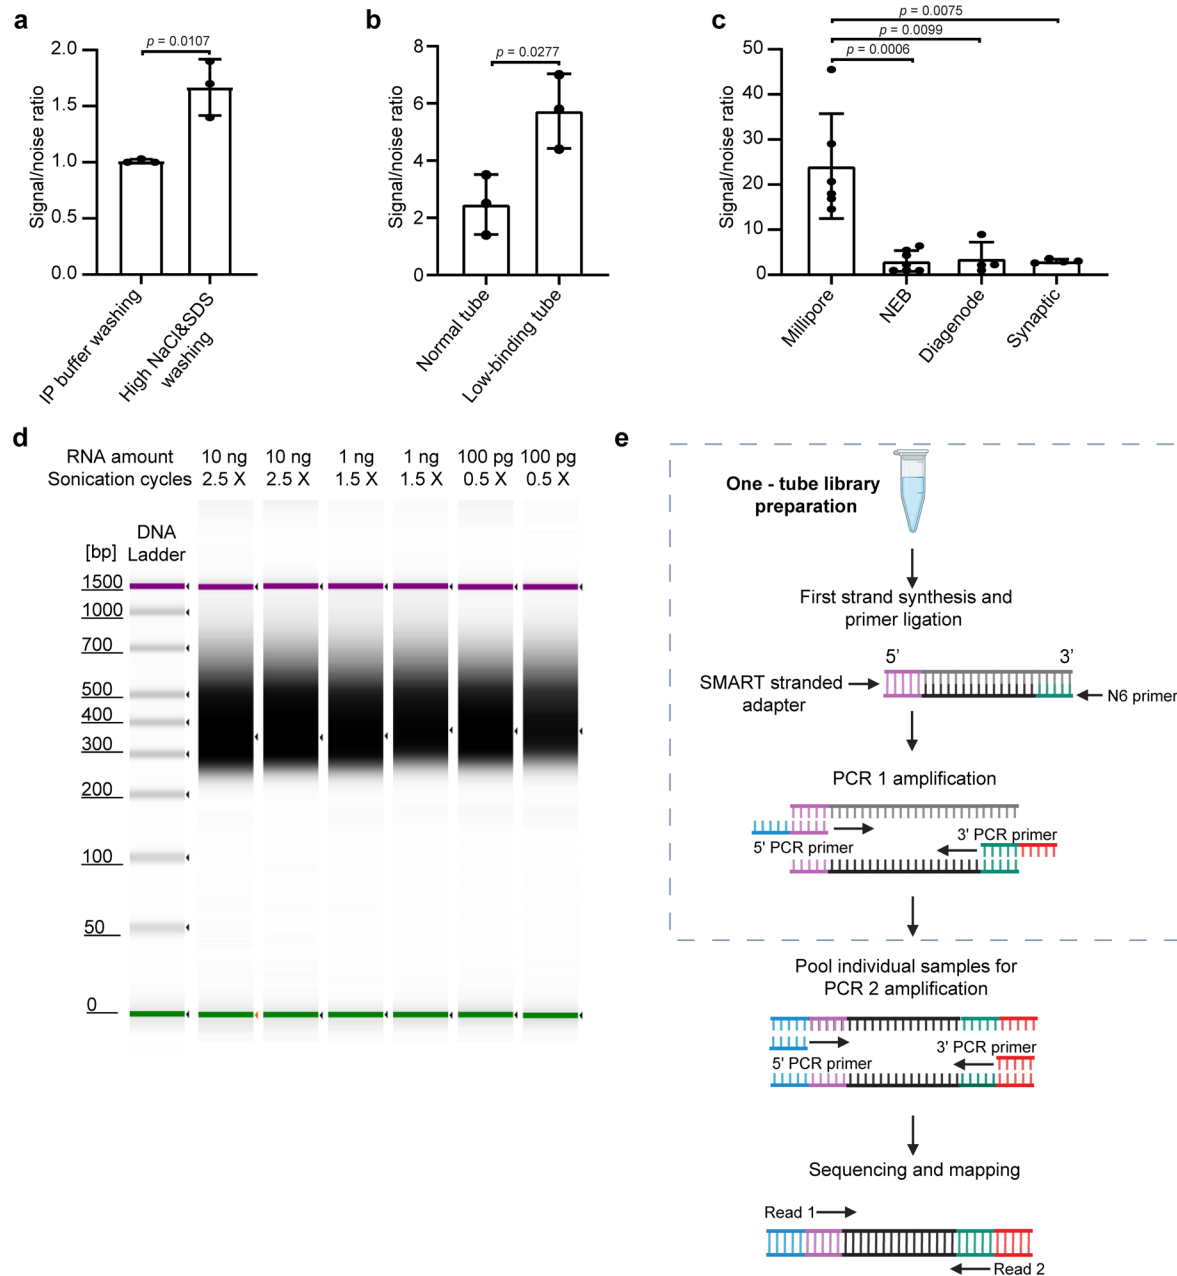 a
p = 0.0107
Signal/noise ratio
2.0
1.5
1.0
0.5
0.0
IP buffer washing
High NaCl&SDS
washing
b
p = 0.0277
Signal/noise ratio
8
6
4
2
0
Normal tube
Low-binding tube
c
p = 0.0075
p = 0.0099
p = 0.0006
Signal/noise ratio
50
40
30
20
10
0
Millipore
NEB
Diagenode
Synaptic
d
RNA amount 10 ng 10 ng 1 ng 1 ng 100 pg 100 pg
Sonication cycles 2.5 X 2.5 X 1.5 X 1.5 X 0.5 X 0.5 X
DNA
[bp] Ladder
1500
1000
700
500
400
300
200
100
50
0
e
One - tube library
preparation
First strand synthesis and
primer ligation
5’ 3’
SMART stranded
adapter
N6 primer
PCR 1 amplification
5' PCR primer
3' PCR primer
Pool individual samples for
PCR 2 amplification
5' PCR primer
3' PCR primer
Sequencing and mapping
Read 1
Read 2